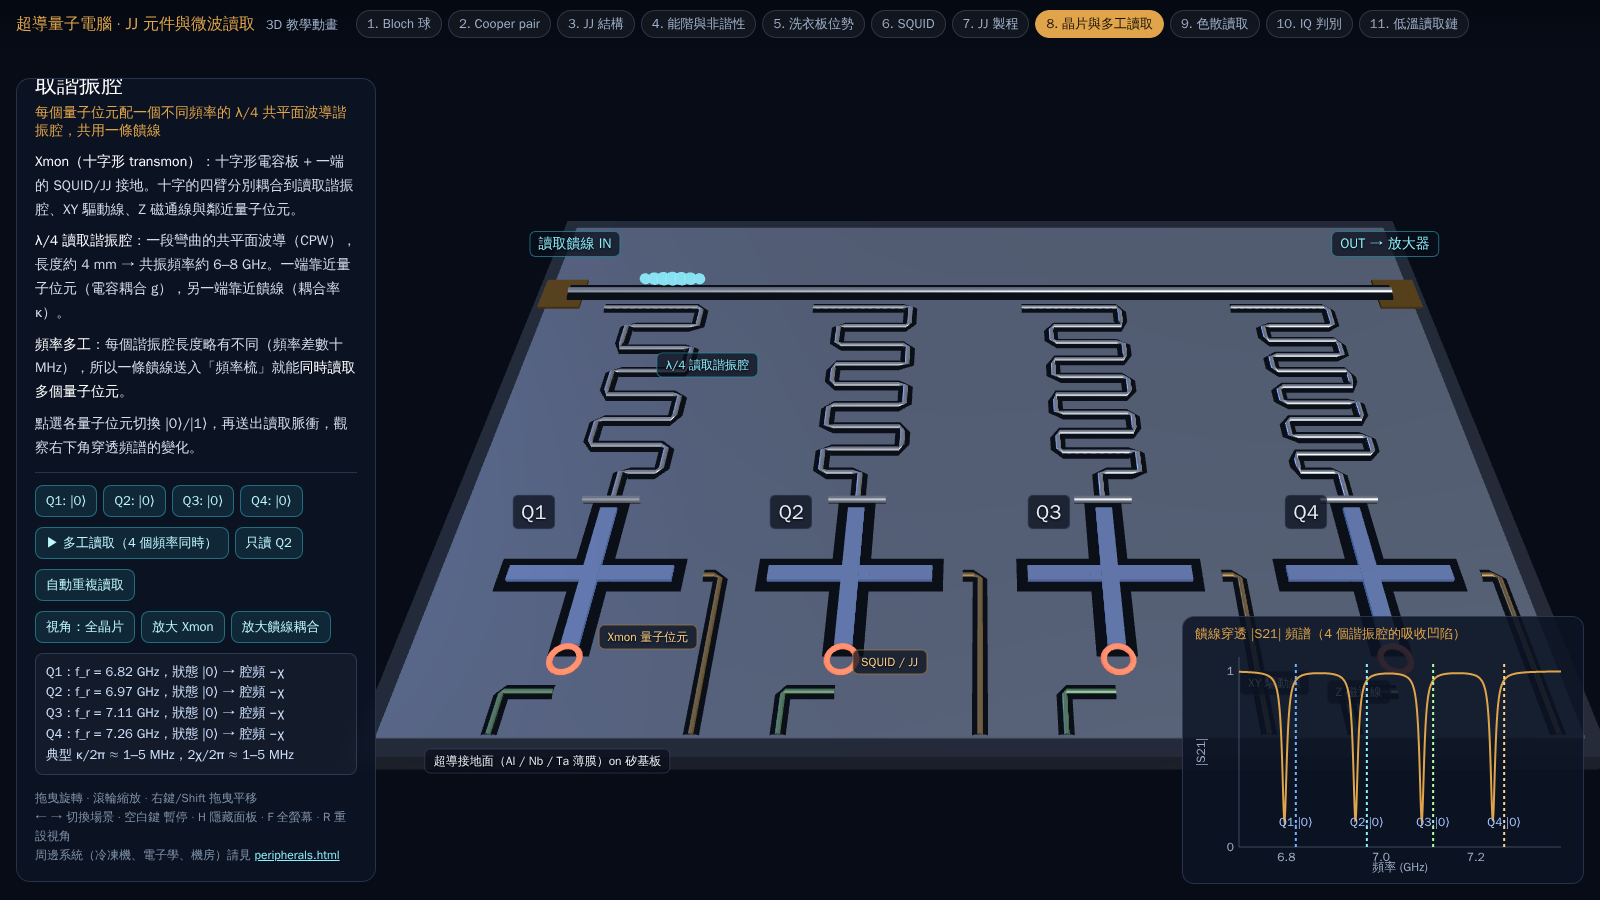 超導量子電腦 · JJ 元件與微波讀取 3D 教學動畫
1. Bloch 球
2. Cooper pair
3. JJ 結構
4. 能階與非諧性
5. 洗衣板位勢
6. SQUID
7. JJ 製程
8. 晶片與多工讀取
9. 色散讀取
10. IQ 判別
11. 低溫讀取鏈
取諧振腔
每個量子位元配一個不同頻率的 λ/4 共平面波導諧
振腔，共用一條饋線
Xmon（十字形 transmon）：十字形電容板 + 一端
的 SQUID/JJ 接地。十字的四臂分別耦合到讀取諧振
腔、XY 驅動線、Z 磁通線與鄰近量子位元。
λ/4 讀取諧振腔：一段彎曲的共平面波導（CPW），
長度約 4 mm → 共振頻率約 6–8 GHz。一端靠近量
子位元（電容耦合 g），另一端靠近饋線（耦合率
κ）。
頻率多工：每個諧振腔長度略有不同（頻率差數十
MHz），所以一條饋線送入「頻率梳」就能同時讀取
多個量子位元。
點選各量子位元切換 |0⟩/|1⟩，再送出讀取脈衝，觀
察右下角穿透頻譜的變化。
Q1: |0⟩
Q2: |0⟩
Q3: |0⟩
Q4: |0⟩
▶ 多工讀取（4 個頻率同時）
只讀 Q2
自動重複讀取
視角：全晶片
放大 Xmon
放大饋線耦合
Q1：f_r = 6.82 GHz，狀態 |0⟩ → 腔頻 −χ
Q2：f_r = 6.97 GHz，狀態 |0⟩ → 腔頻 −χ
Q3：f_r = 7.11 GHz，狀態 |0⟩ → 腔頻 −χ
Q4：f_r = 7.26 GHz，狀態 |0⟩ → 腔頻 −χ
典型 κ/2π ≈ 1–5 MHz，2χ/2π ≈ 1–5 MHz
拖曳旋轉 · 滾輪縮放 · 右鍵/Shift 拖曳平移
← → 切換場景 · 空白鍵 暫停 · H 隱藏面板 · F 全螢幕 · R 重
設視角
周邊系統（冷凍機、電子學、機房）請見 peripherals.html
讀取饋線 IN
OUT → 放大器
λ/4 讀取諧振腔
Q1
Q2
Q3
Q4
Xmon 量子位元
SQUID / JJ
超導接地面（Al / Nb / Ta 薄膜）on 矽基板
饋線穿透 |S21| 頻譜（4 個諧振腔的吸收凹陷）
1
|S21|
0
Q1:|0⟩
Q2:|0⟩
Q3:|0⟩
Q4:|0⟩
6.8
7.0
7.2
頻率 (GHz)